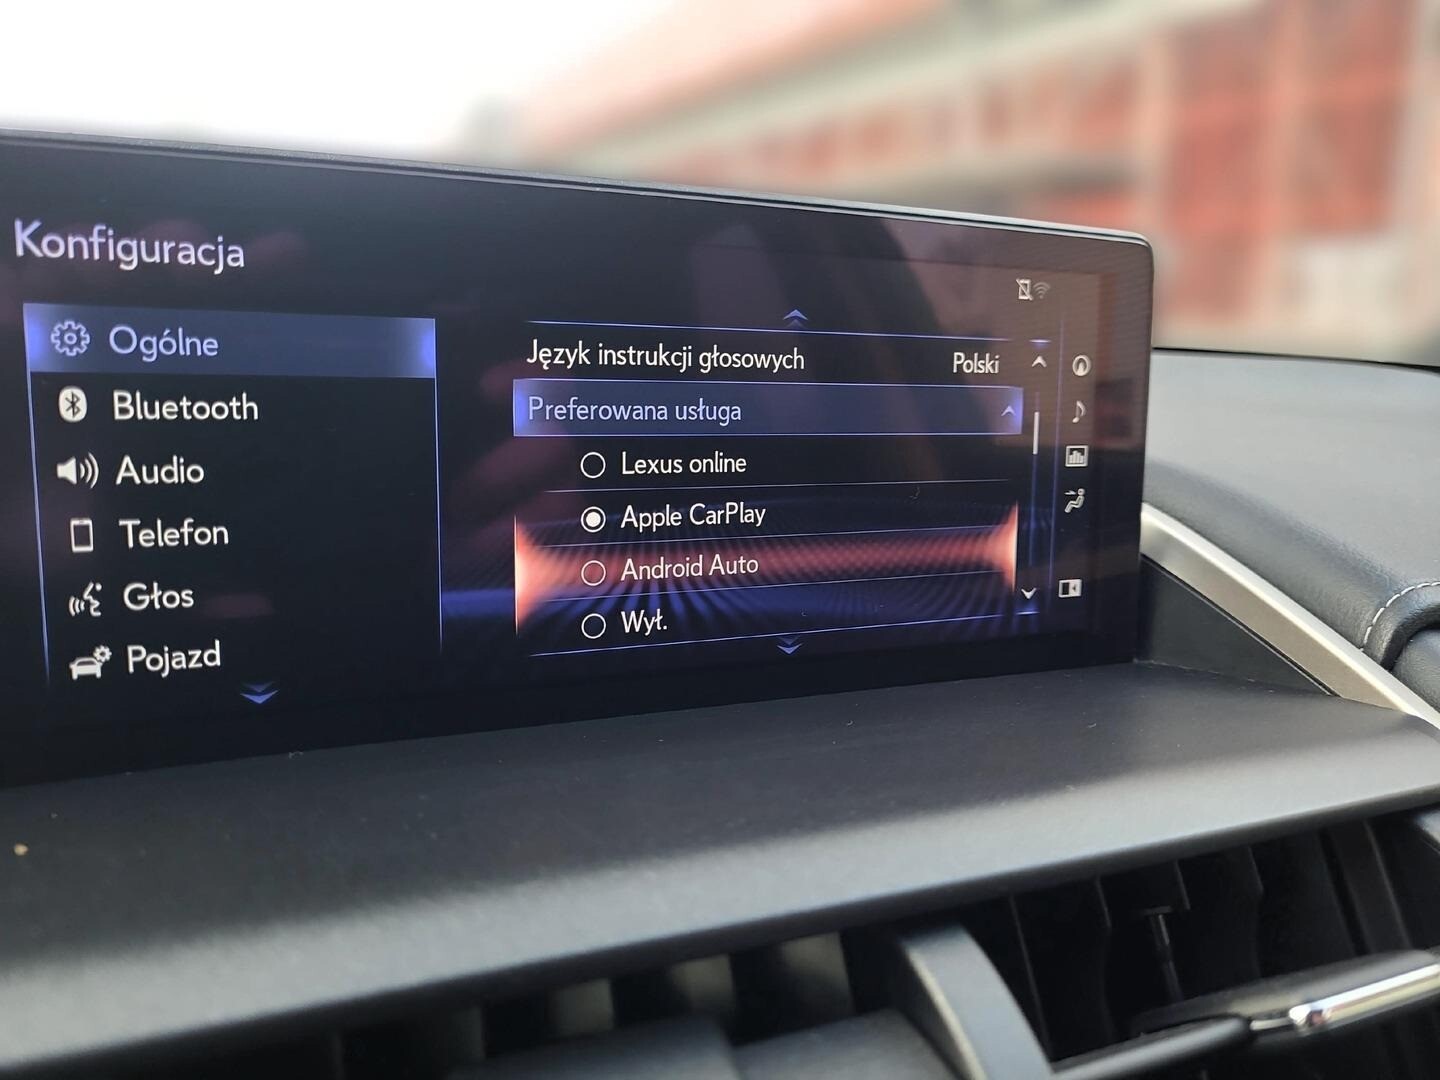 Konfiguracja
Ogólne
Bluetooth
Audio
Telefon
Głos
Pojazd
Język instrukcji głosowych Polski
Preferowana usługa
Lexus online
Apple CarPlay
Android Auto
Wył.